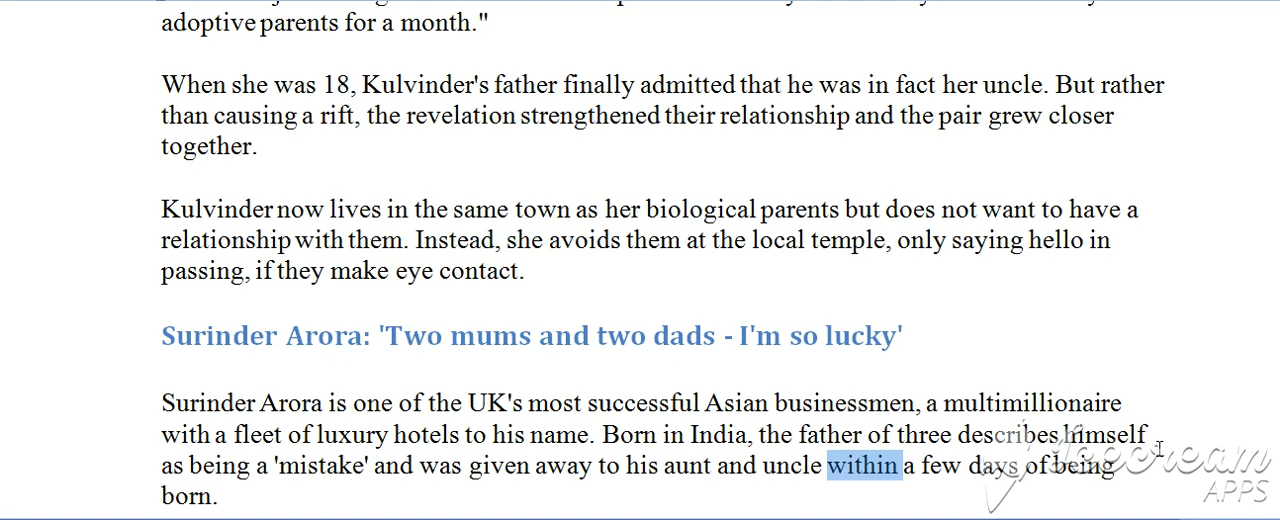 adoptive parents for a month."
When she was 18, Kulvinder's father finally admitted that he was in fact her uncle. But rather
than causing a rift, the revelation strengthened their relationship and the pair grew closer
together.
Kulvinder now lives in the same town as her biological parents but does not want to have a
relationship with them. Instead, she avoids them at the local temple, only saying hello in
passing, if they make eye contact.
Surinder Arora: 'Two mums and two dads - I'm so lucky'
Surinder Arora is one of the UK's most successful Asian businessmen, a multimillionaire
with a fleet of luxury hotels to his name. Born in India, the father of three describes himself
as being a 'mistake' and was given away to his aunt and uncle within a few days of being
born.
Icecream
APPS